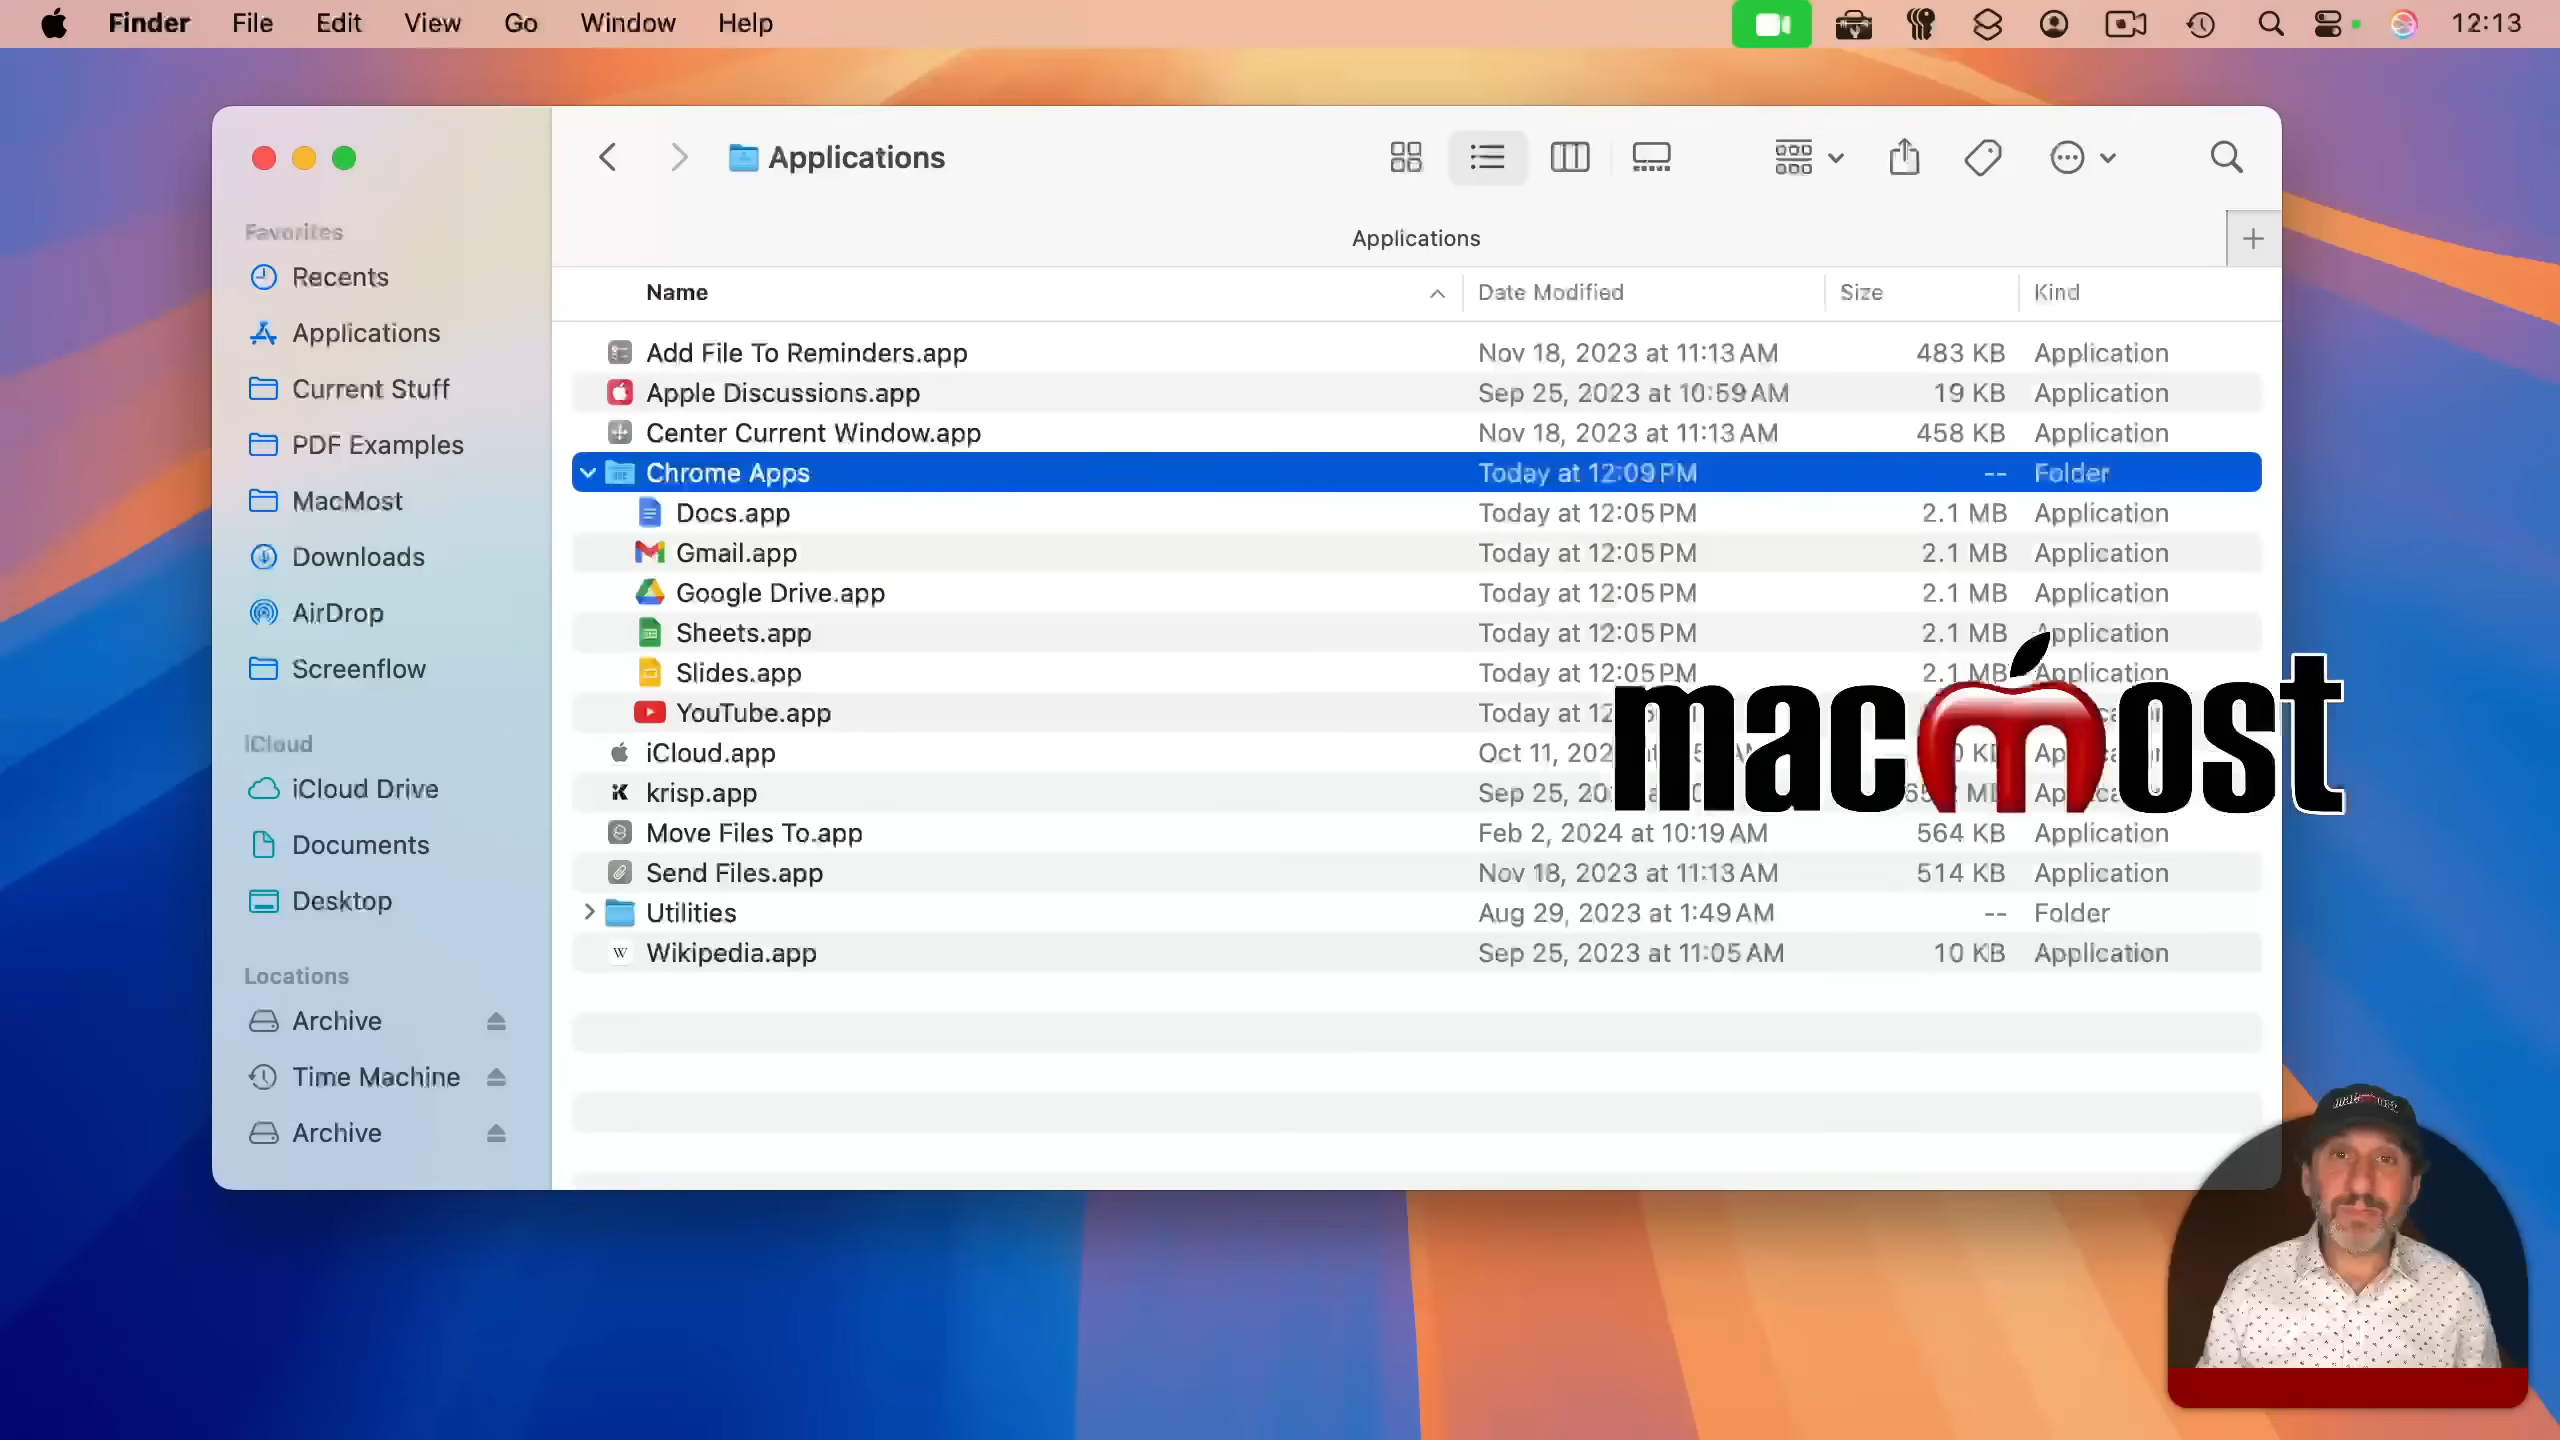 Finder File Edit View Go Window Help 12:13
Applications
Applications
Favorites
Recents
Applications
Current Stuff
PDF Examples
MacMost
Downloads
AirDrop
Screenflow
iCloud
iCloud Drive
Documents
Desktop
Locations
Archive
Time Machine
Archive
Name Date Modified Size Kind
Add File To Reminders.app Nov 18, 2023 at 11:13 AM 483 KB Application
Apple Discussions.app Sep 25, 2023 at 10:59 AM 19 KB Application
Center Current Window.app Nov 18, 2023 at 11:13 AM 458 KB Application
Chrome Apps Today at 12:09 PM -- Folder
Docs.app Today at 12:05 PM 2.1 MB Application
Gmail.app Today at 12:05 PM 2.1 MB Application
Google Drive.app Today at 12:05 PM 2.1 MB Application
Sheets.app Today at 12:05 PM 2.1 MB Application
Slides.app Today at 12:05 PM 2.1 MB Application
YouTube.app Today at
iCloud.app Oct 11,
krisp.app Sep 25,
Move Files To.app Feb 2, 2024 at 10:19 AM 564 KB Application
Send Files.app Nov 18, 2023 at 11:13 AM 514 KB Application
Utilities Aug 29, 2023 at 1:49 AM -- Folder
Wikipedia.app Sep 25, 2023 at 11:05 AM 10 KB Application
macmost
macmost